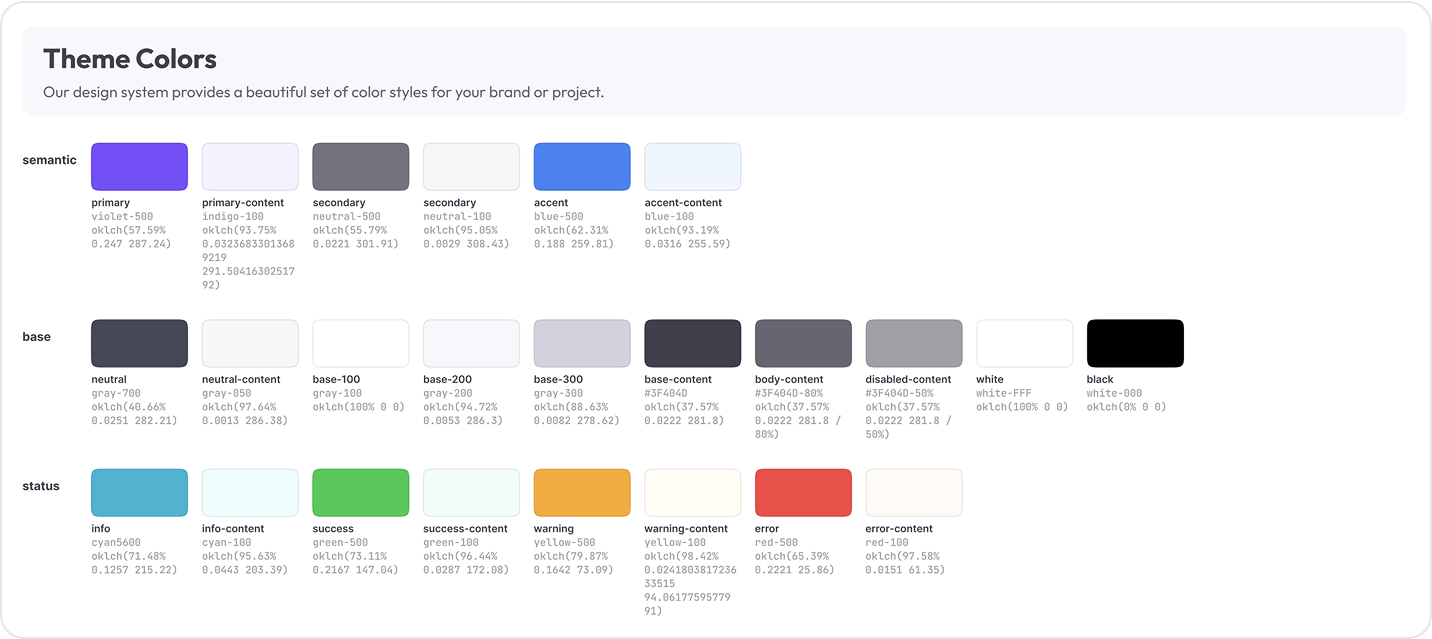 Theme Colors
Our design system provides a beautiful set of color styles for your brand or project.
semantic
primary
violet-500
oklch(57.59%
0.247 287.24)
primary-content
indigo-100
oklch(93.75%
0.0323683301368
9219
291.50416302517
92)
secondary
neutral-500
oklch(55.79%
0.0221 301.91)
secondary
neutral-100
oklch(95.05%
0.0029 308.43)
accent
blue-500
oklch(62.31%
0.188 259.81)
accent-content
blue-100
oklch(93.19%
0.0316 255.59)
base
neutral
gray-700
oklch(40.66%
0.0251 282.21)
neutral-content
gray-050
oklch(97.64%
0.0013 286.38)
base-100
gray-100
oklch(100% 0 0)
base-200
gray-200
oklch(94.72%
0.0053 286.3)
base-300
gray-300
oklch(88.63%
0.0082 278.62)
base-content
#3F404D
oklch(37.57%
0.0222 281.8)
body-content
#3F404D-80%
oklch(37.57%
0.0222 281.8 /
80%)
disabled-content
#3F404D-50%
oklch(37.57%
0.0222 281.8 /
50%)
white
white-FFF
oklch(100% 0 0)
black
white-000
oklch(0% 0 0)
status
info
cyan5600
oklch(71.48%
0.1257 215.22)
info-content
cyan-100
oklch(95.63%
0.0443 203.39)
success
green-500
oklch(73.11%
0.2167 147.04)
success-content
green-100
oklch(96.44%
0.0287 172.08)
warning
yellow-500
oklch(79.87%
0.1642 73.09)
warning-content
yellow-100
oklch(98.42%
0.0241803817236
33515
94.06177595779
91)
error
red-500
oklch(65.39%
0.2221 25.86)
error-content
red-100
oklch(97.58%
0.0151 61.35)